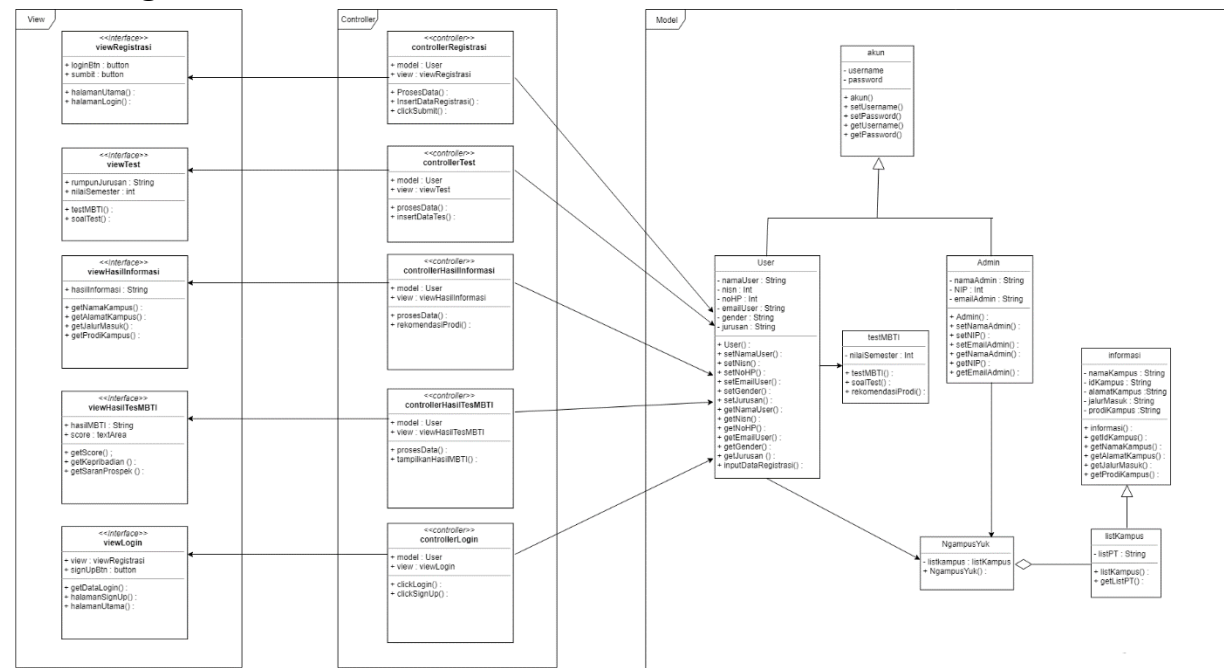 View
<<interface>>
viewRegistrasi
+ loginBtn : button
+ sumbit : button
+ halamanUtama() :
+ halamanLogin() :
<<interface>>
viewTest
+ rumpunJurusan : String
+ nilaiSemester : int
+ testMBTI() :
+ soalTest() :
<<interface>>
viewHasilInformasi
+ hasilInformasi : String
+ getNamaKampus() :
+ getAlamatKampus() :
+ getJalurMasuk() :
+ getProdiKampus() :
<<interface>>
viewHasilTesMBTI
+ hasilMBTI : String
+ score : textArea
+ getScore() ;
+ getKepribadian () :
+ getSaranProspek () :
<<interface>>
viewLogin
+ view : viewRegistrasi
+ signUpBtn : button
+ getDataLogin() :
+ halamanSignUp() :
+ halamanUtama() :
Controller
<<controller>>
controllerRegistrasi
+ model : User
+ view : viewRegistrasi
+ ProsesData() :
+ InsertDataRegistrasi() :
+ clickSubmit() :
<<controller>>
controllerTest
+ model : User
+ view : viewTest
+ prosesData() :
+ insertDataTes() :
<<controller>>
controllerHasilInformasi
+ model : User
+ view : viewHasilInformasi
+ prosesData() :
+ rekomendasiProdi() :
<<controller>>
controllerHasilTesMBTI
+ model : User
+ view : viewHasilTesMBTI
+ prosesData() :
+ tampilkanHasilMBTI() :
<<controller>>
controllerLogin
+ model : User
+ view : viewLogin
+ clickLogin() :
+ clickSignUp() :
Model
akun
- username
- password
+ akun()
+ setUsername()
+ setPassword()
+ getUsername()
+ getPassword()
User
- namaUser : String
- nisn : Int
- noHP : Int
- emailUser : String
- gender : String
- jurusan : String
+ User() :
+ setNamaUser() :
+ setNisn() :
+ setNoHP() :
+ setEmailUser() :
+ setGender() :
+ setJurusan() :
+ getNamaUser() :
+ getNisn() :
+ getNoHP() :
+ getEmailUser() :
+ getGender() :
+ getJurusan () :
+ inputDataRegistrasi() :
testMBTI
- nilaiSemester : Int
+ testMBTI() :
+ soalTest() :
+ rekomendasiProdi() :
Admin
- namaAdmin : String
- NIP : Int
- emailAdmin : String
+ Admin() :
+ setNamaAdmin() :
+ setNIP() :
+ setEmailAdmin() :
+ getNamaAdmin() :
+ getNIP() :
+ getEmailAdmin() :
informasi
- namaKampus : String
- idKampus : String
- alamatKampus : String
- jalurMasuk : String
- prodiKampus :String
+ informasi() :
+ getIdKampus() :
+ getNamaKampus() :
+ getAlamatKampus() :
+ getJalurMasuk() :
+ getProdiKampus() :
NgampusYuk
- listkampus : listKampus
+ NgampusYuk() :
listKampus
- listPT : String
+ listKampus() :
+ getListPT() :